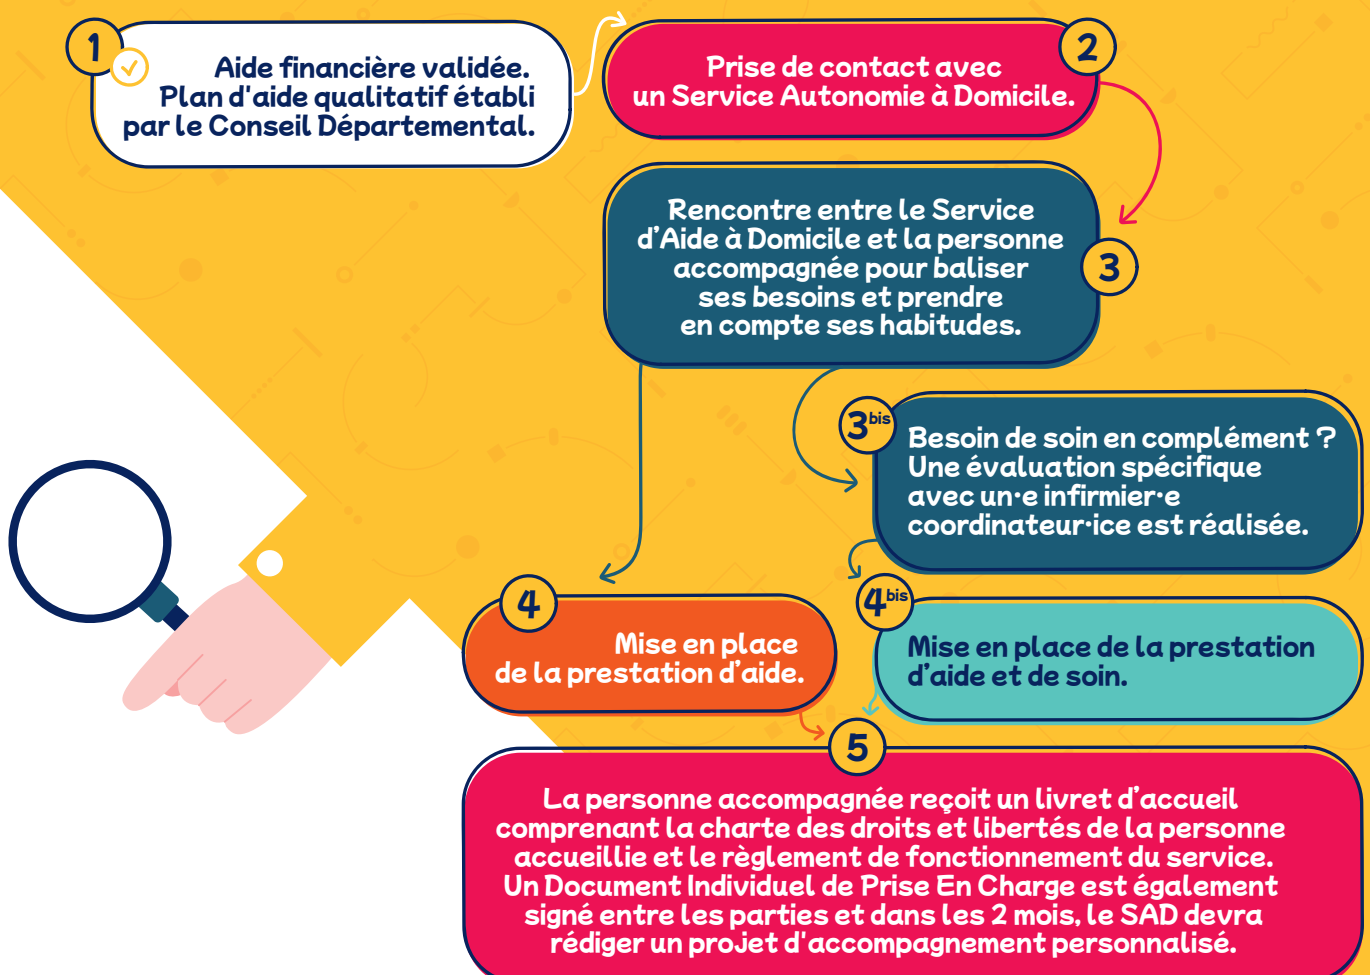 1
Aide financière validée.
Plan d'aide qualitatif établi
par le Conseil Départemental.
2
Prise de contact avec
un Service Autonomie à Domicile.
3
Rencontre entre le Service
d'Aide à Domicile et la personne
accompagnée pour baliser
ses besoins et prendre
en compte ses habitudes.
3 bis
Besoin de soin en complément ?
Une évaluation spécifique
avec un·e infirmier·e
coordinateur·ice est réalisée.
4
Mise en place
de la prestation d'aide.
4 bis
Mise en place de la prestation
d'aide et de soin.
5
La personne accompagnée reçoit un livret d'accueil
comprenant la charte des droits et libertés de la personne
accueillie et le règlement de fonctionnement du service.
Un Document Individuel de Prise En Charge est également
signé entre les parties et dans les 2 mois, le SAD devra
rédiger un projet d'accompagnement personnalisé.